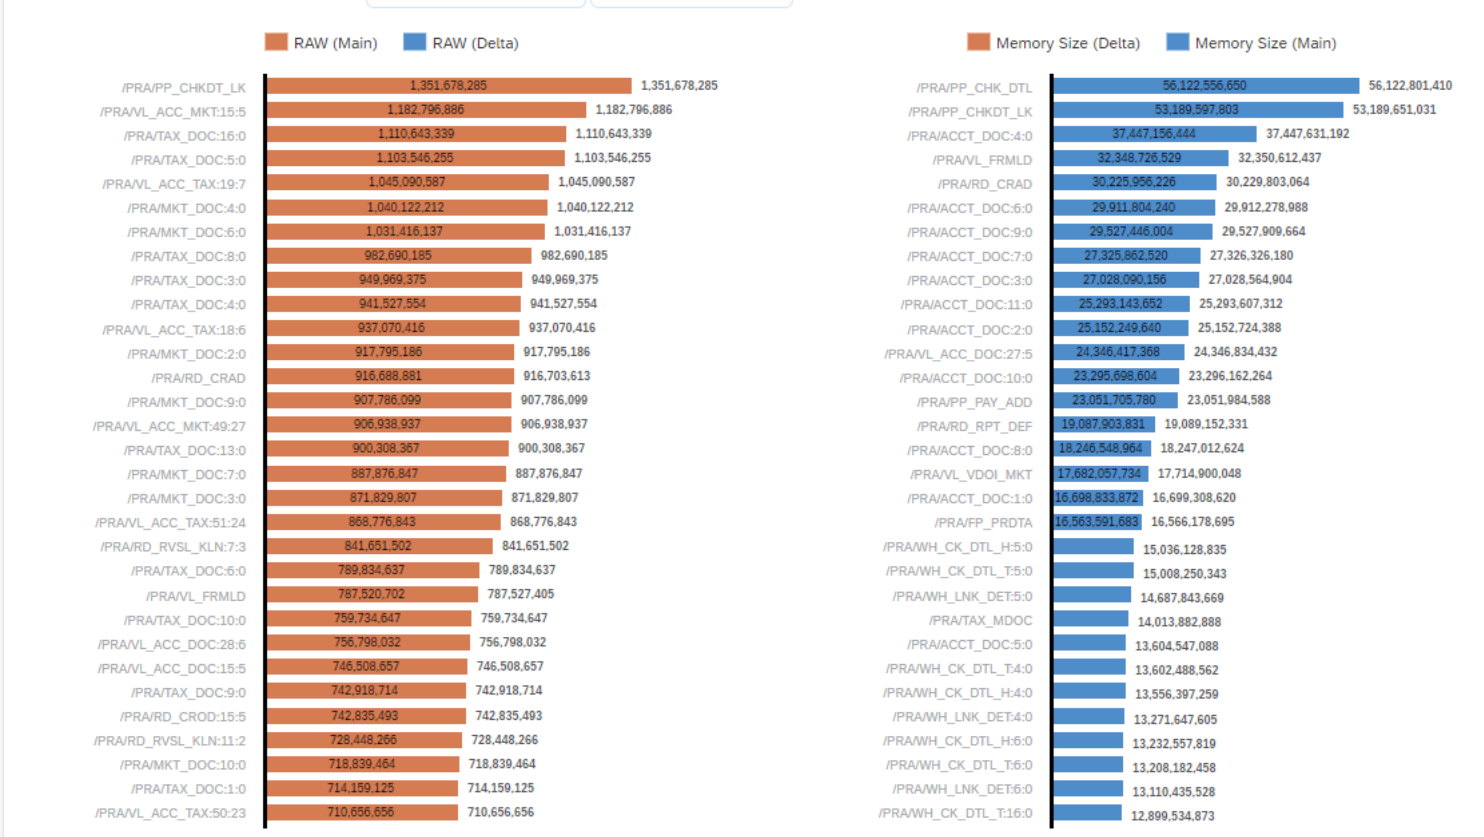 RAW (Main) RAW (Delta)
/PRA/PP_CHKDT_LK 1,351,678,285 1,351,678,285
/PRA/VL_ACC_MKT:15:5 1,182,796,886 1,182,796,886
/PRA/TAX_DOC:16:0 1,110,643,339 1,110,643,339
/PRA/TAX_DOC:5:0 1,103,546,255 1,103,546,255
/PRA/VL_ACC_TAX:19:7 1,045,090,587 1,045,090,587
/PRA/MKT_DOC:4:0 1,040,122,212 1,040,122,212
/PRA/MKT_DOC:6:0 1,031,416,137 1,031,416,137
/PRA/TAX_DOC:8:0 982,690,185 982,690,185
/PRA/TAX_DOC:3:0 949,969,375 949,969,375
/PRA/TAX_DOC:4:0 941,527,554 941,527,554
/PRA/VL_ACC_TAX:18:6 937,070,416 937,070,416
/PRA/MKT_DOC:2:0 917,795,186 917,795,186
/PRA/RD_CRAD 916,688,881 916,703,613
/PRA/MKT_DOC:9:0 907,786,099 907,786,099
/PRA/VL_ACC_MKT:49:27 906,938,937 906,938,937
/PRA/TAX_DOC:13:0 900,308,367 900,308,367
/PRA/MKT_DOC:7:0 887,876,847 887,876,847
/PRA/MKT_DOC:3:0 871,829,807 871,829,807
/PRA/VL_ACC_TAX:51:24 868,776,843 868,776,843
/PRA/RD_RVSL_KLN:7:3 841,651,502 841,651,502
/PRA/TAX_DOC:6:0 789,834,637 789,834,637
/PRA/VL_FRMLD 787,520,702 787,527,405
/PRA/TAX_DOC:10:0 759,734,647 759,734,647
/PRA/VL_ACC_DOC:28:6 756,798,032 756,798,032
/PRA/VL_ACC_DOC:15:5 746,508,657 746,508,657
/PRA/TAX_DOC:9:0 742,918,714 742,918,714
/PRA/RD_CROD:15:5 742,835,493 742,835,493
/PRA/RD_RVSL_KLN:11:2 728,448,266 728,448,266
/PRA/MKT_DOC:10:0 718,839,464 718,839,464
/PRA/TAX_DOC:1:0 714,159,125 714,159,125
/PRA/VL_ACC_TAX:50:23 710,656,656 710,656,656
Memory Size (Delta) Memory Size (Main)
/PRA/PP_CHK_DTL 56,122,556,650 56,122,801,410
/PRA/PP_CHKDT_LK 53,189,597,803 53,189,651,031
/PRA/ACCT_DOC:4:0 37,447,156,444 37,447,631,192
/PRA/VL_FRMLD 32,348,726,529 32,350,612,437
/PRA/RD_CRAD 30,225,956,226 30,229,803,064
/PRA/ACCT_DOC:6:0 29,911,804,240 29,912,278,988
/PRA/ACCT_DOC:9:0 29,527,446,004 29,527,909,664
/PRA/ACCT_DOC:7:0 27,325,862,520 27,326,326,180
/PRA/ACCT_DOC:3:0 27,028,090,156 27,028,564,904
/PRA/ACCT_DOC:11:0 25,293,143,652 25,293,607,312
/PRA/ACCT_DOC:2:0 25,152,249,640 25,152,724,388
/PRA/VL_ACC_DOC:27:5 24,346,417,368 24,346,834,432
/PRA/ACCT_DOC:10:0 23,295,698,604 23,296,162,264
/PRA/PP_PAY_ADD 23,051,705,780 23,051,984,588
/PRA/RD_RPT_DEF 19,087,903,831 19,089,152,331
/PRA/ACCT_DOC:8:0 18,246,548,964 18,247,012,624
/PRA/VL_VDOI_MKT 17,682,057,734 17,714,900,048
/PRA/ACCT_DOC:1:0 16,698,833,872 16,699,308,620
/PRA/FP_PRDTA 16,563,591,683 16,566,178,695
/PRA/WH_CK_DTL_H:5:0 15,036,128,835
/PRA/WH_CK_DTL_T:5:0 15,008,250,343
/PRA/WH_LNK_DET:5:0 14,687,843,669
/PRA/TAX_MDOC 14,013,882,888
/PRA/ACCT_DOC:5:0 13,604,547,088
/PRA/WH_CK_DTL_T:4:0 13,602,488,562
/PRA/WH_CK_DTL_H:4:0 13,556,397,259
/PRA/WH_LNK_DET:4:0 13,271,647,605
/PRA/WH_CK_DTL_H:6:0 13,232,557,819
/PRA/WH_CK_DTL_T:6:0 13,208,182,458
/PRA/WH_LNK_DET:6:0 13,110,435,528
/PRA/WH_CK_DTL_T:16:0 12,899,534,873